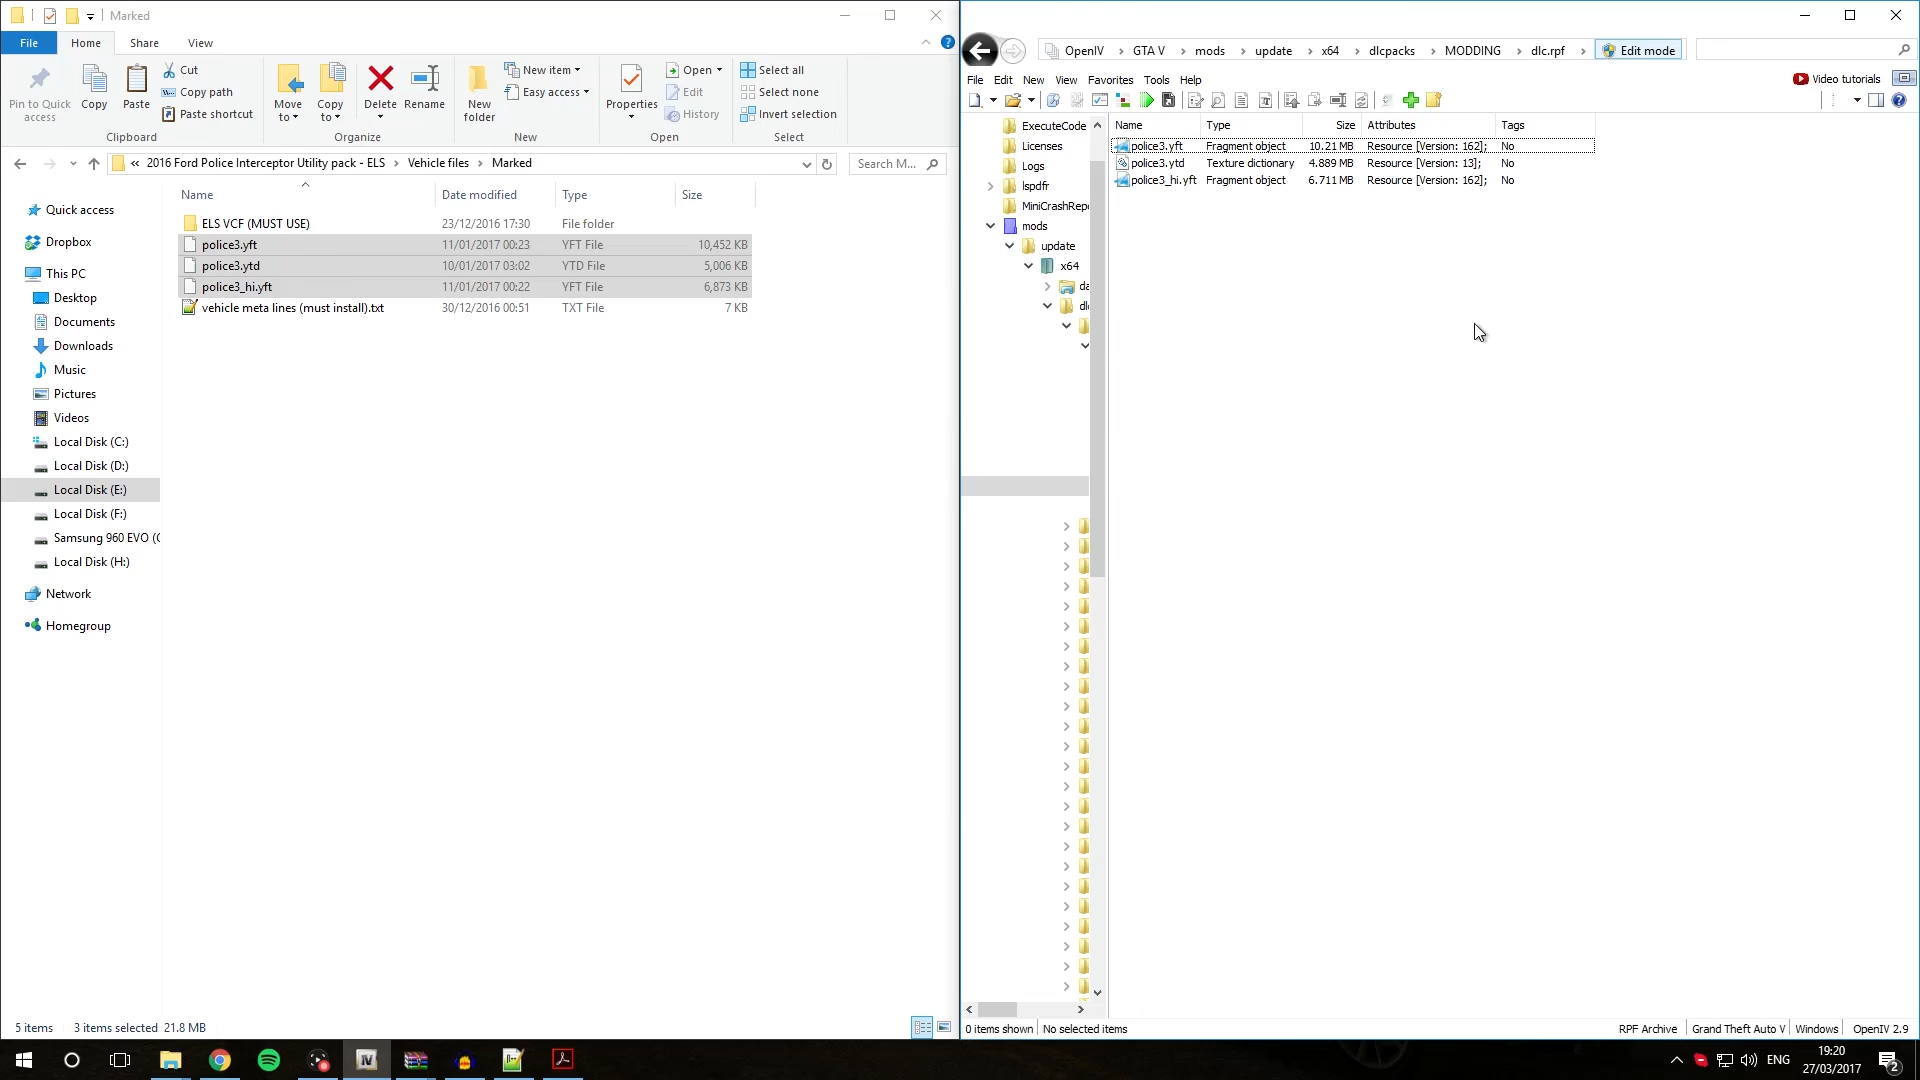 Marked
File
Home
Share
View
Pin to Quick access
Copy
Paste
Cut
Copy path
Paste shortcut
Clipboard
Move to
Copy to
Delete
Rename
Organize
New folder
New item
Easy access
New
Properties
Open
Edit
History
Open
Select all
Select none
Invert selection
Select
« 2016 Ford Police Interceptor Utility pack - ELS > Vehicle files > Marked
Search M...
Name Date modified Type Size
ELS VCF (MUST USE) 23/12/2016 17:30 File folder
police3.yft 11/01/2017 00:23 YFT File 10,452 KB
police3.ytd 10/01/2017 03:02 YTD File 5,006 KB
police3_hi.yft 11/01/2017 00:22 YFT File 6,873 KB
vehicle meta lines (must install).txt 30/12/2016 00:51 TXT File 7 KB
Quick access
Dropbox
This PC
Desktop
Documents
Downloads
Music
Pictures
Videos
Local Disk (C:)
Local Disk (D:)
Local Disk (E:)
Local Disk (F:)
Samsung 960 EVO (
Local Disk (H:)
Network
Homegroup
5 items 3 items selected 21.8 MB
OpenIV > GTA V > mods > update > x64 > dlcpacks > MODDING > dlc.rpf > Edit mode
File Edit New View Favorites Tools Help
Video tutorials
ExecuteCode
Licenses
Logs
lspdfr
MiniCrashRep
mods
update
x64
da
dl
Name Type Size Attributes Tags
police3.yft Fragment object 10.21 MB Resource [Version: 162]; No
police3.ytd Texture dictionary 4.889 MB Resource [Version: 13]; No
police3_hi.yft Fragment object 6.711 MB Resource [Version: 162]; No
0 items shown No selected items
RPF Archive Grand Theft Auto V Windows OpenIV 2.9
IV
ENG
19:20
27/03/2017
2